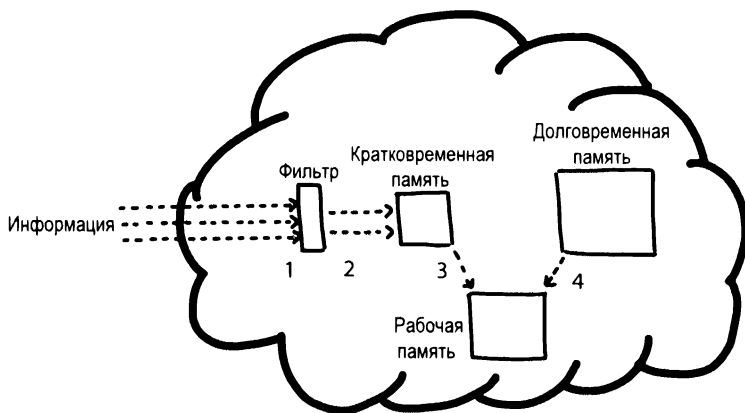 Долговременная
память
Кратковременная
память
Фильтр
Информация
1
2
3
4
Рабочая
память